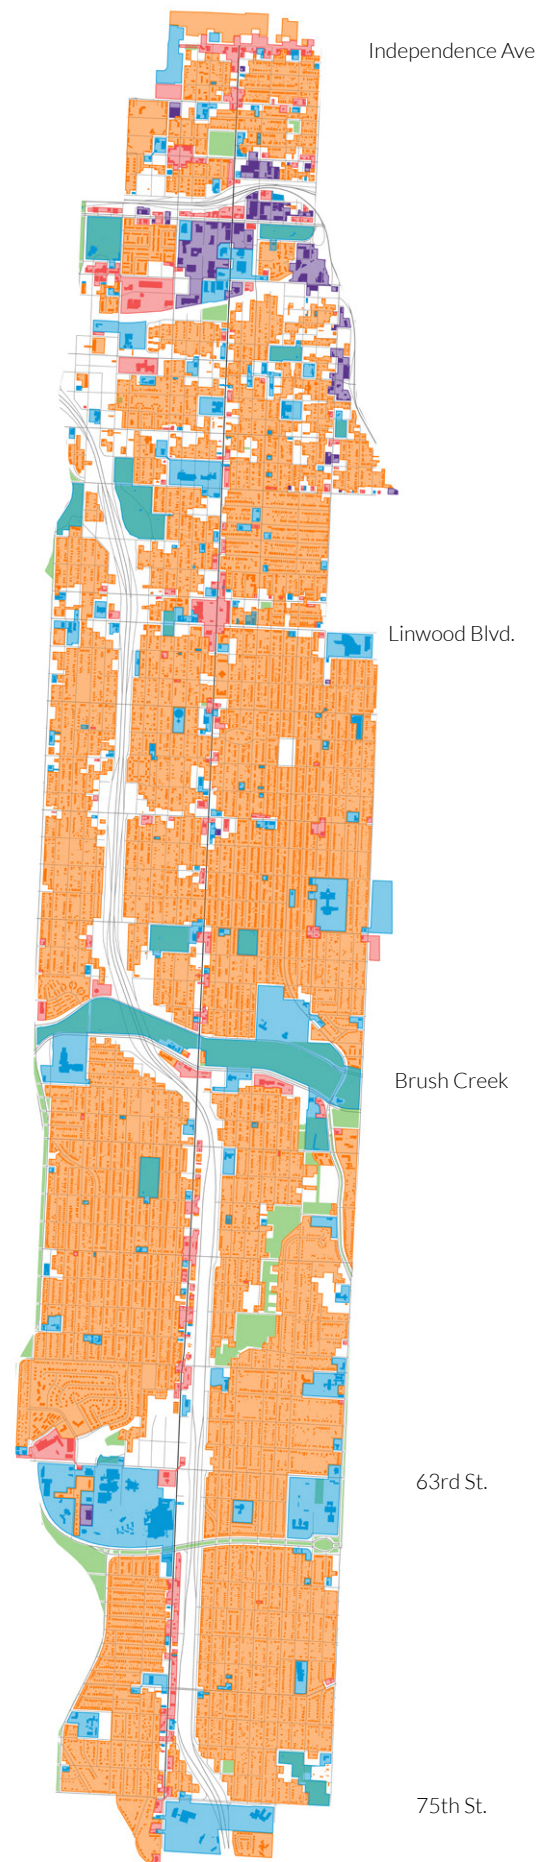 Independence Ave
Linwood Blvd.
Brush Creek
63rd St.
75th St.